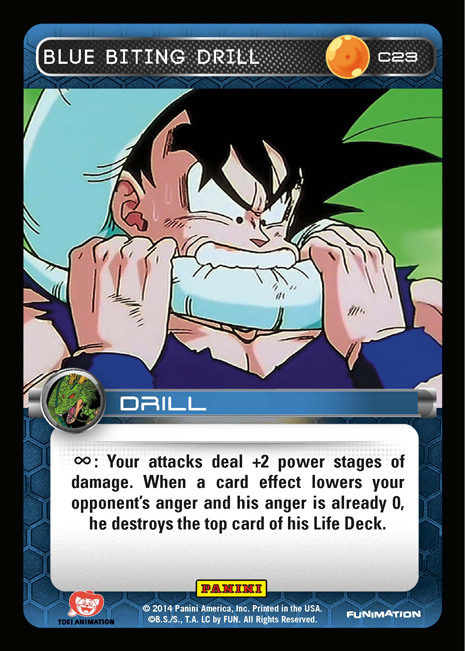 BLUE BITING DRILL C23
DRILL
∞: Your attacks deal +2 power stages of
damage. When a card effect lowers your
opponent's anger and his anger is already 0,
he destroys the top card of his Life Deck.
PANINI
TOEI ANIMATION
© 2014 Panini America, Inc. Printed in the USA.
©B.S./S., T.A. LC by FUN. All Rights Reserved.
FUNIMATION